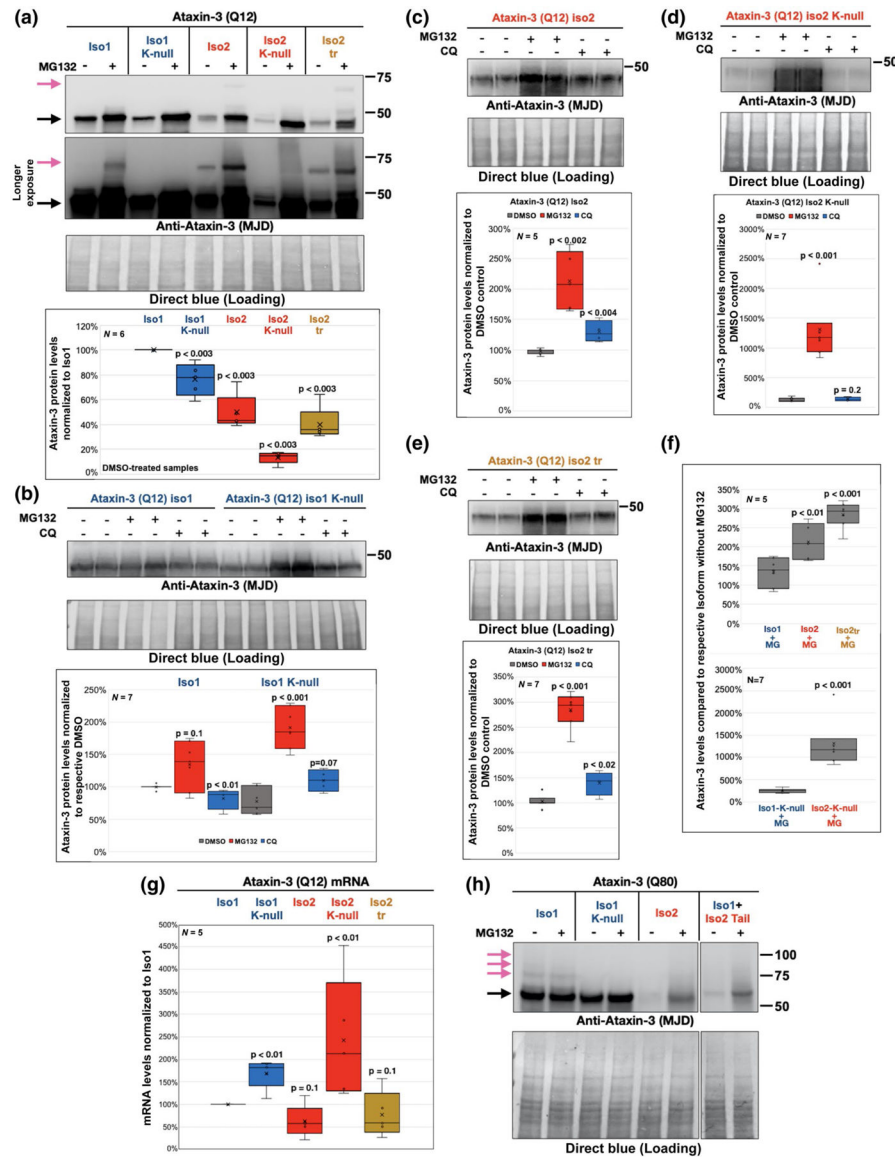 (a)
Ataxin-3 (Q12)
Iso1 Iso1 K-null Iso2 Iso2 K-null Iso2 tr
MG132 - + - + - + - + - +
75
50
Longer exposure
75
50
Anti-Ataxin-3 (MJD)
Direct blue (Loading)
Ataxin-3 protein levels normalized to Iso1
120%
100%
80%
60%
40%
20%
0%
N = 6
Iso1 Iso1 K-null Iso2 Iso2 K-null Iso2 tr
p < 0.003
p < 0.003
p < 0.003
p < 0.003
DMSO-treated samples
(b)
Ataxin-3 (Q12) iso1 Ataxin-3 (Q12) iso1 K-null
MG132 - - + + - - - - + + - -
CQ - - - - + + - - - - + +
50
Anti-Ataxin-3 (MJD)
Direct blue (Loading)
Ataxin-3 protein levels normalized to respective DMSO
250%
200%
150%
100%
50%
0%
N = 7
Iso1 Iso1 K-null
p = 0.1
p < 0.01
p < 0.001
p=0.07
DMSO MG132 CQ
(c)
Ataxin-3 (Q12) iso2
MG132 - - + + - -
CQ - - - - + +
50
Anti-Ataxin-3 (MJD)
Direct blue (Loading)
Ataxin-3 (Q12) Iso2
DMSO MG132 CQ
Ataxin-3 protein levels normalized to DMSO control
300%
250%
200%
150%
100%
50%
0%
N = 5
p < 0.002
p < 0.004
(d)
Ataxin-3 (Q12) iso2 K-null
MG132 - - + + - -
CQ - - - - + +
50
Anti-Ataxin-3 (MJD)
Direct blue (Loading)
Ataxin-3 (Q12) Iso2 K-null
DMSO MG132 CQ
Ataxin-3 protein levels normalized to DMSO control
3000%
2500%
2000%
1500%
1000%
500%
0%
N = 7
p < 0.001
p = 0.2
(e)
Ataxin-3 (Q12) iso2 tr
MG132 - - + + - -
CQ - - - - + +
50
Anti-Ataxin-3 (MJD)
Direct blue (Loading)
Ataxin-3 (Q12) Iso2 tr
DMSO MG132 CQ
Ataxin-3 protein levels normalized to DMSO control
350%
300%
250%
200%
150%
100%
50%
0%
N = 7
p < 0.001
p < 0.02
(f)
Ataxin-3 levels compared to respective Isoform without MG132
350%
300%
250%
200%
150%
100%
50%
0%
N = 5
p < 0.01
p < 0.001
Iso1 + MG Iso2 + MG Iso2tr + MG
3000%
2500%
2000%
1500%
1000%
500%
0%
N=7
p < 0.001
Iso1-K-null + MG Iso2-K-null + MG
(g)
Ataxin-3 (Q12) mRNA
Iso1 Iso1 K-null Iso2 Iso2 K-null Iso2 tr
mRNA levels normalized to Iso1
500%
450%
400%
350%
300%
250%
200%
150%
100%
50%
0%
N = 5
p < 0.01
p = 0.1
p < 0.01
p = 0.1
(h)
Ataxin-3 (Q80)
Iso1 Iso1 K-null Iso2 Iso1+ Iso2 Tail
MG132 - + - + - + - +
100
75
50
Anti-Ataxin-3 (MJD)
Direct blue (Loading)